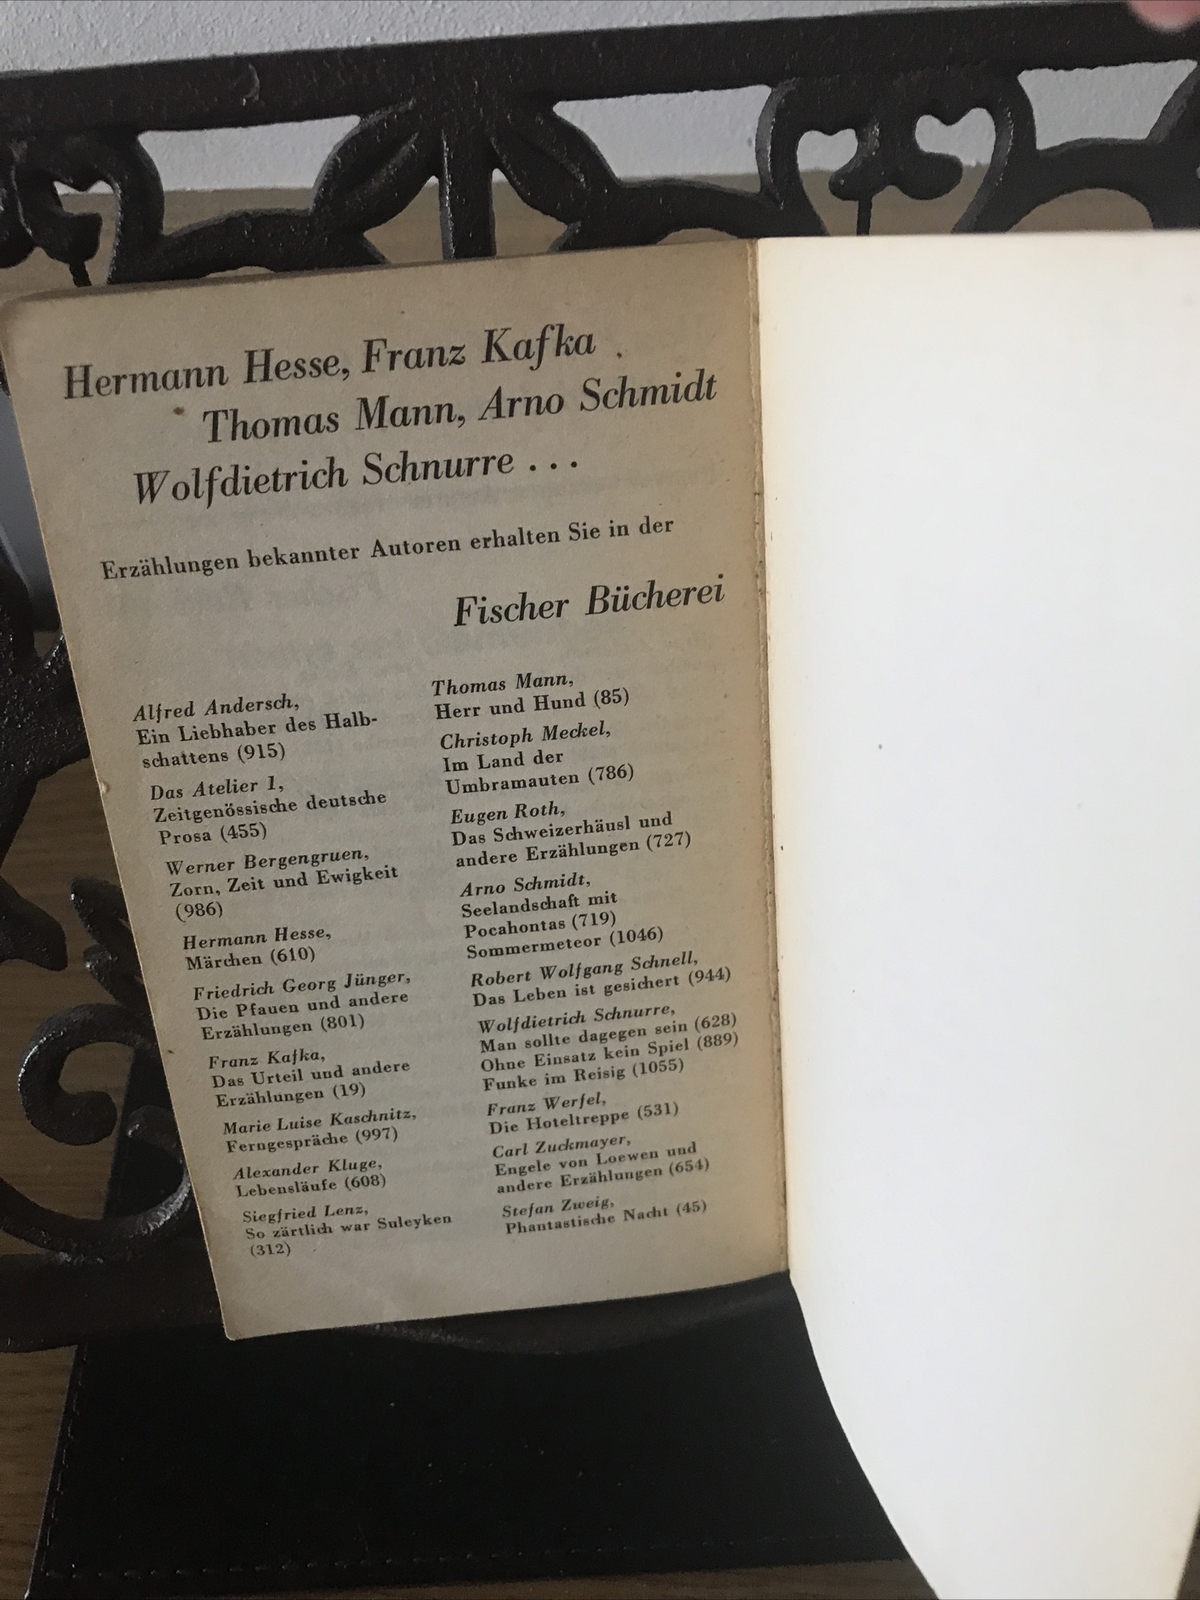 Hermann Hesse, Franz Kafka
Thomas Mann, Arno Schmidt
Wolfdietrich Schnurre . . .
Erzählungen bekannter Autoren erhalten Sie in der
Fischer Bücherei
Alfred Andersch,
Ein Liebhaber des Halb-
schattens (915)
Das Atelier 1,
Zeitgenössische deutsche
Prosa (455)
Werner Bergengruen,
Zorn, Zeit und Ewigkeit
(986)
Hermann Hesse,
Märchen (610)
Friedrich Georg Jünger,
Die Pfauen und andere
Erzählungen (801)
Franz Kafka,
Das Urteil und andere
Erzählungen (19)
Marie Luise Kaschnitz,
Ferngespräche (997)
Alexander Kluge,
Lebensläufe (608)
Siegfried Lenz,
So zärtlich war Suleyken
(312)
Thomas Mann,
Herr und Hund (85)
Christoph Meckel,
Im Land der
Umbramauten (786)
Eugen Roth,
Das Schweizerhäusl und
andere Erzählungen (727)
Arno Schmidt,
Seelandschaft mit
Pocahontas (719)
Sommermeteor (1046)
Robert Wolfgang Schnell,
Das Leben ist gesichert (944)
Wolfdietrich Schnurre,
Man sollte dagegen sein (628)
Ohne Einsatz kein Spiel (889)
Funke im Reisig (1055)
Franz Werfel,
Die Hoteltreppe (531)
Carl Zuckmayer,
Engele von Loewen und
andere Erzählungen (654)
Stefan Zweig,
Phantastische Nacht (45)